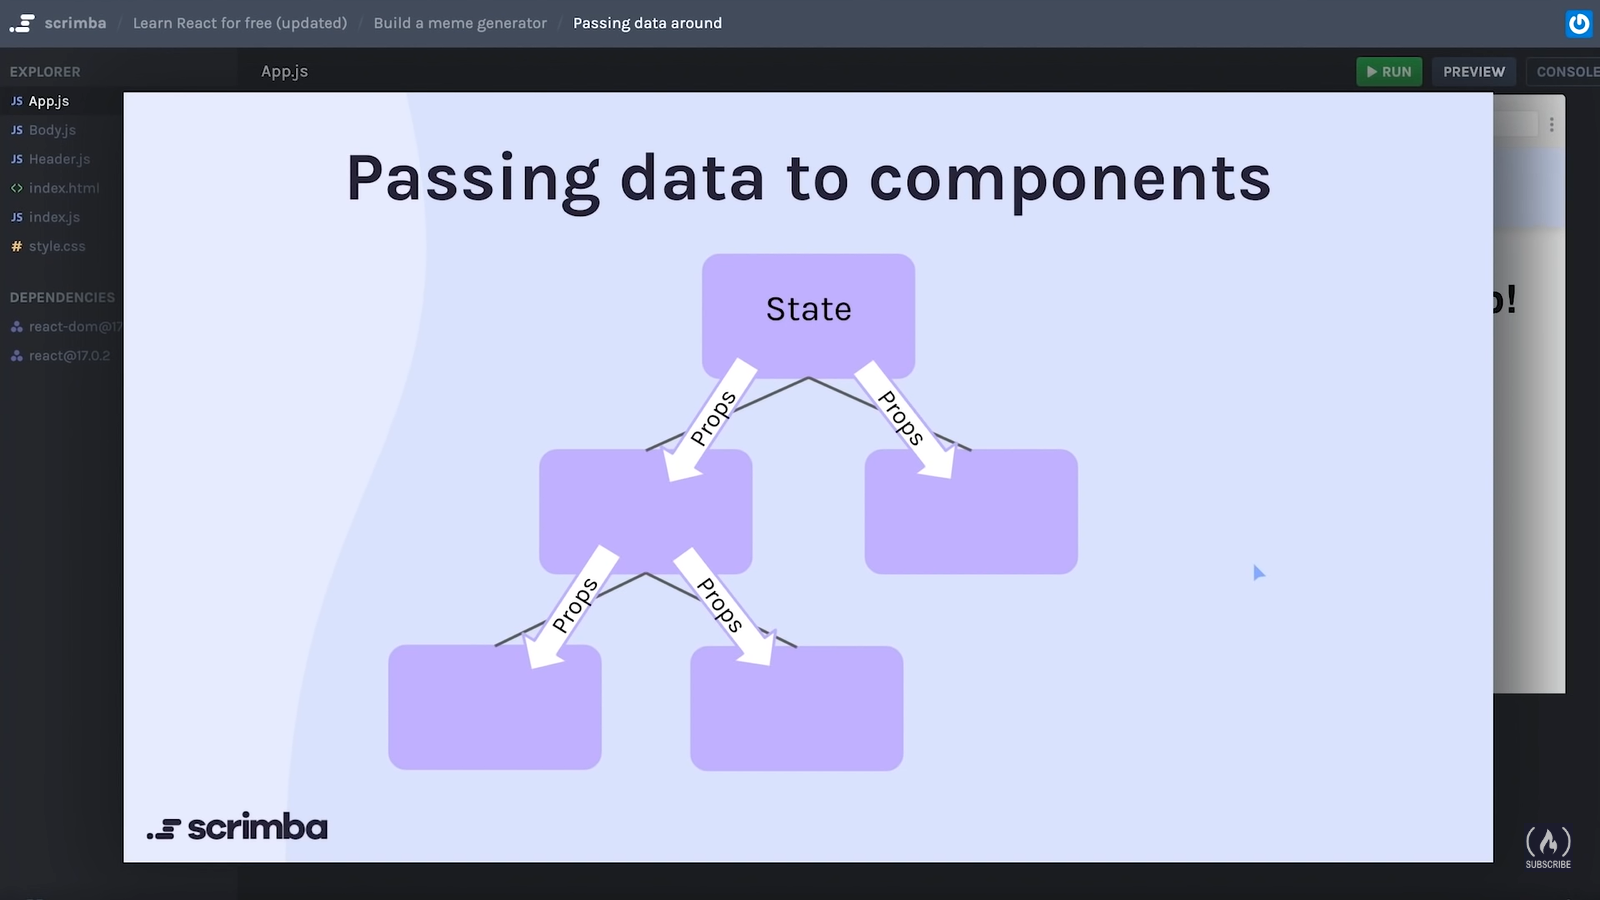 scrimba / Learn React for free (updated) / Build a meme generator / Passing data around
EXPLORER
App.js
RUN
PREVIEW
CONSOLE
JS App.js
JS Body.js
JS Header.js
<> index.html
JS index.js
# style.css
DEPENDENCIES
react-dom@17
react@17.0.2
Passing data to components
State
Props
Props
Props
Props
scrimba
SUBSCRIBE